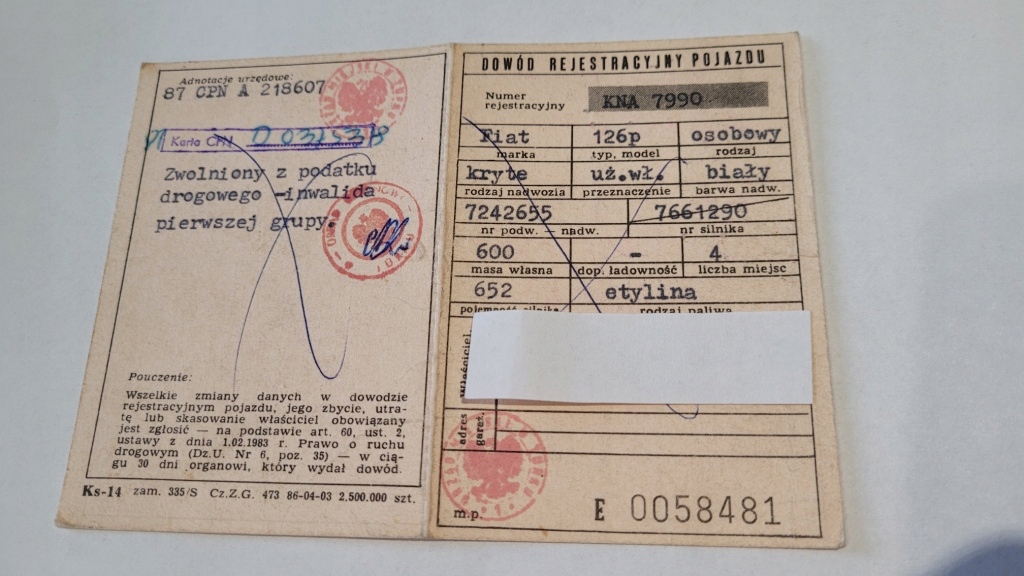 Adnotacje urzędowe:
87 CPN A 218607
Karta CPN D 031537
Zwolniony z podatku
drogowego -inwalida
pierwszej grupy.
Pouczenie:
Wszelkie zmiany danych w dowodzie
rejestracyjnym pojazdu, jego zbycie, utra-
tę lub skasowanie właściciel obowiązany
jest zgłosić — na podstawie art. 60, ust. 2,
ustawy z dnia 1.02.1983 r. Prawo o ruchu
drogowym (Dz.U. Nr 6, poz. 35) — w cią-
gu 30 dni organowi, który wydał dowód.
Ks-14 zam. 335/S Cz.Z.G. 473 86-04-03 2.500.000 szt.
DOWÓD REJESTRACYJNY POJAZDU
Numer
rejestracyjny KNA 7990
Fiat 126p osobowy
marka typ, model rodzaj
kryte uż.wł. biały
rodzaj nadwozia przeznaczenie barwa nadw.
7242655 7661290
nr podw. — nadw. nr silnika
600 - 4
masa własna dop. ładowność liczba miejsc
652 etylina
pojemność silnika rodzaj paliwa
Właściciel
adres
garaż.
m.p. E 0058481